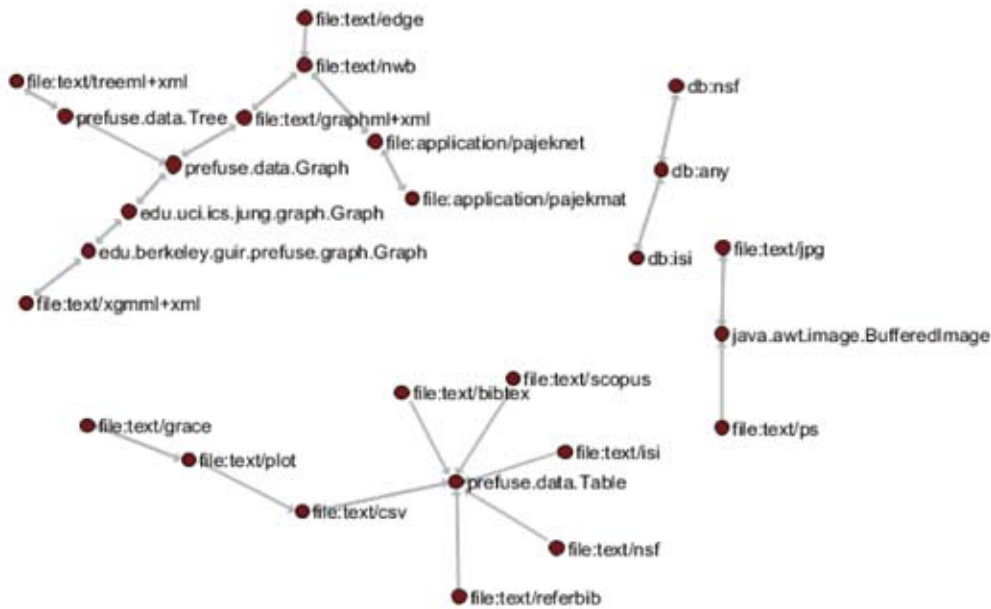 file:text/edge
file:text/nwb
file:text/treeml+xml
db:nsf
prefuse.data.Tree
file:text/graphml+xml
file:application/pajeknet
prefuse.data.Graph
db:any
file:application/pajekmat
edu.uci.ics.jung.graph.Graph
edu.berkeley.guir.prefuse.graph.Graph
file:text/jpg
db:isi
file:text/xgmml+xml
java.awt.image.BufferedImage
file:text/scopus
file:text/bibtex
file:text/grace
file:text/ps
file:text/isi
file:text/plot
prefuse.data.Table
file:text/csv
file:text/nsf
file:text/referbib